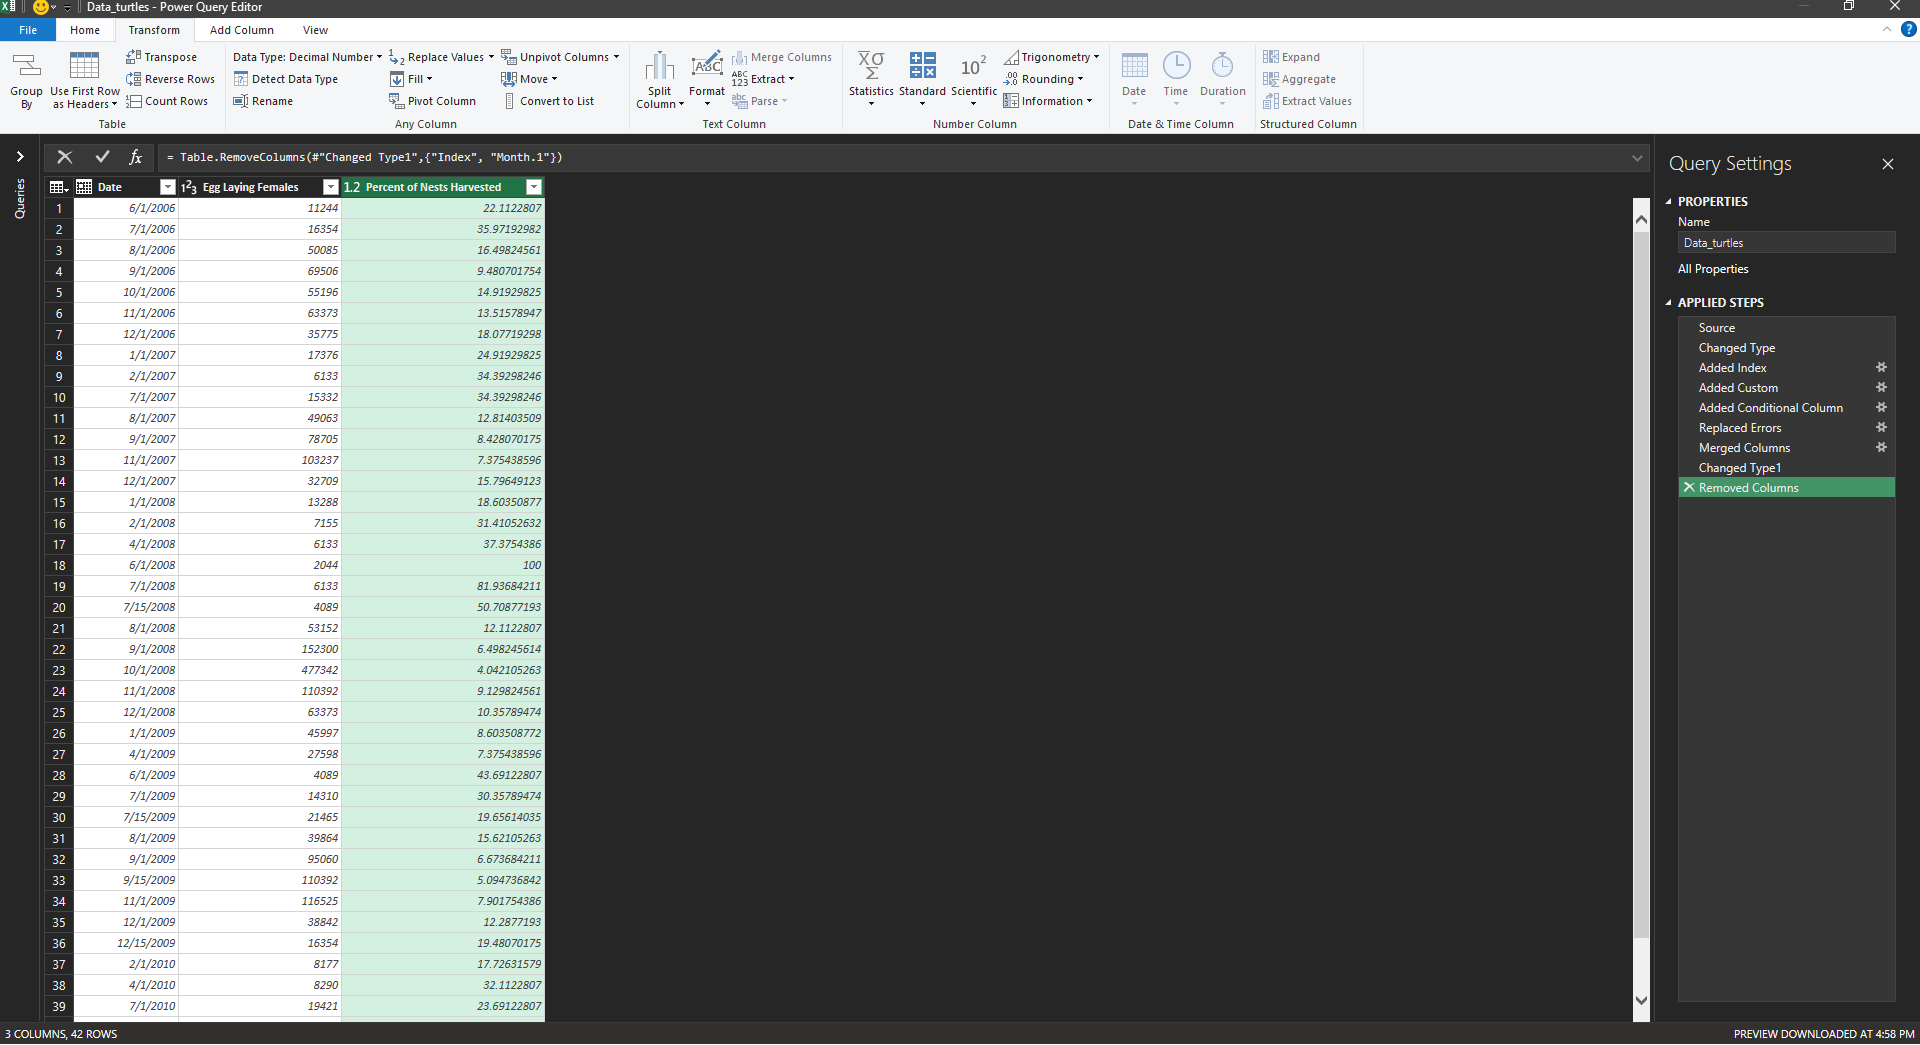 Data_turtles - Power Query Editor
File Home Transform Add Column View
Group By
Use First Row as Headers
Transpose
Reverse Rows
Count Rows
Table
Data Type: Decimal Number
Detect Data Type
Rename
Replace Values
Fill
Pivot Column
Unpivot Columns
Move
Convert to List
Any Column
Split Column
Format
Merge Columns
Extract
Parse
Text Column
Statistics
Standard
Scientific
Trigonometry
Rounding
Information
Number Column
Date
Time
Duration
Date & Time Column
Expand
Aggregate
Extract Values
Structured Column
Queries
fx = Table.RemoveColumns(#"Changed Type1",{"Index", "Month.1"})
Date 123 Egg Laying Females 1.2 Percent of Nests Harvested
1 6/1/2006 11244 22.1122807
2 7/1/2006 16354 35.97192982
3 8/1/2006 50085 16.49824561
4 9/1/2006 69506 9.480701754
5 10/1/2006 55196 14.91929825
6 11/1/2006 63373 13.51578947
7 12/1/2006 35775 18.07719298
8 1/1/2007 17376 24.91929825
9 2/1/2007 6133 34.39298246
10 7/1/2007 15332 34.39298246
11 8/1/2007 49063 12.81403509
12 9/1/2007 78705 8.428070175
13 11/1/2007 103237 7.375438596
14 12/1/2007 32709 15.79649123
15 1/1/2008 13288 18.60350877
16 2/1/2008 7155 31.41052632
17 4/1/2008 6133 37.3754386
18 6/1/2008 2044 100
19 7/1/2008 6133 81.93684211
20 7/15/2008 4089 50.70877193
21 8/1/2008 53152 12.1122807
22 9/1/2008 152300 6.498245614
23 10/1/2008 477342 4.042105263
24 11/1/2008 110392 9.129824561
25 12/1/2008 63373 10.35789474
26 1/1/2009 45997 8.603508772
27 4/1/2009 27598 7.375438596
28 6/1/2009 4089 43.69122807
29 7/1/2009 14310 30.35789474
30 7/15/2009 21465 19.65614035
31 8/1/2009 39864 15.62105263
32 9/1/2009 95060 6.673684211
33 9/15/2009 110392 5.094736842
34 11/1/2009 116525 7.901754386
35 12/1/2009 38842 12.2877193
36 12/15/2009 16354 19.48070175
37 2/1/2010 8177 17.72631579
38 4/1/2010 8290 32.1122807
39 7/1/2010 19421 23.69122807
Query Settings
PROPERTIES
Name
Data_turtles
All Properties
APPLIED STEPS
Source
Changed Type
Added Index
Added Custom
Added Conditional Column
Replaced Errors
Merged Columns
Changed Type1
Removed Columns
3 COLUMNS, 42 ROWS
PREVIEW DOWNLOADED AT 4:58 PM